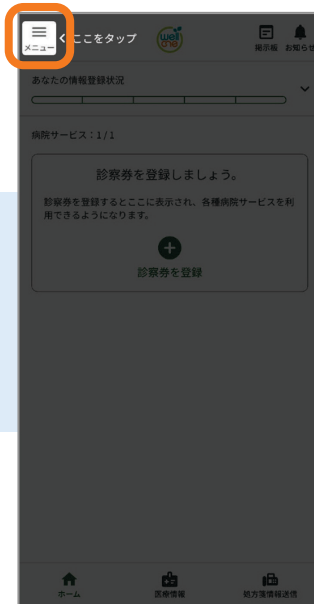 メニュー
ここをタップ
well
one
掲示板
お知らせ
あなたの情報登録状況
病院サービス：1/1
診察券を登録しましょう。
診察券を登録するとここに表示され、各種病院サービスを利
用できるようになります。
診察券を登録
ホーム
医療情報
処方箋情報送信